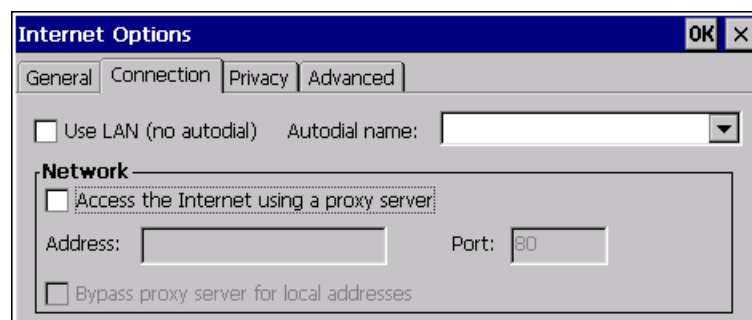 Internet Options OK ×
General Connection Privacy Advanced
Use LAN (no autodial) Autodial name:
Network
Access the Internet using a proxy server
Address: Port: 80
Bypass proxy server for local addresses